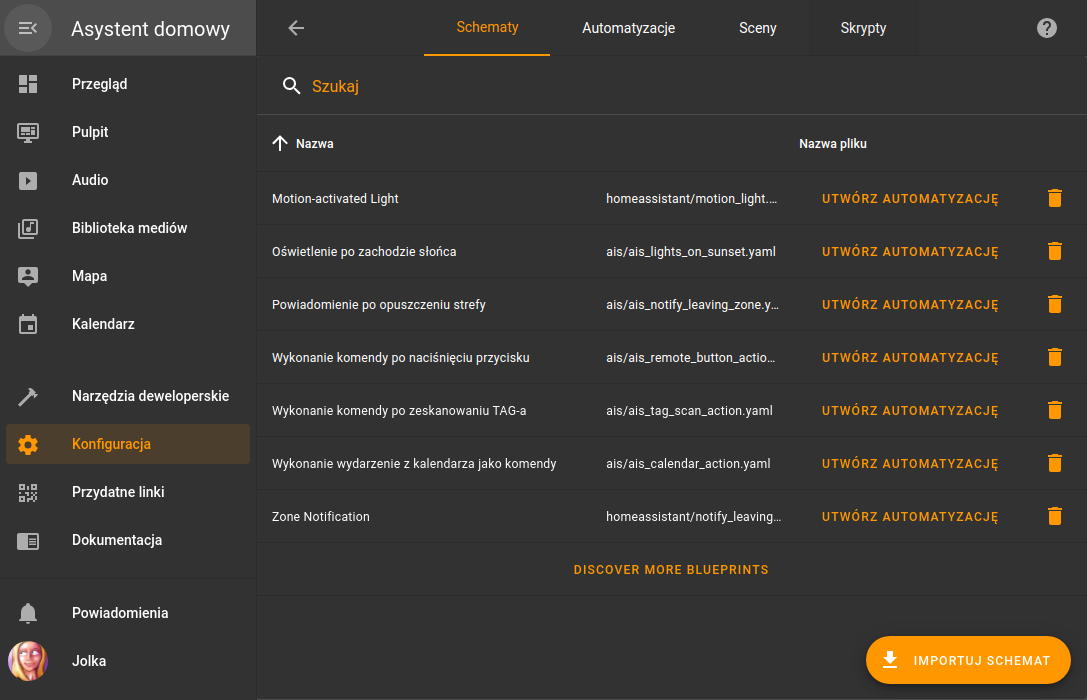 Asystent domowy
Przegląd
Pulpit
Audio
Biblioteka mediów
Mapa
Kalendarz
Narzędzia deweloperskie
Konfiguracja
Przydatne linki
Dokumentacja
Powiadomienia
Jolka
Schematy Automatyzacje Sceny Skrypty
Szukaj
Nazwa Nazwa pliku
Motion-activated Light homeassistant/motion_light.… UTWÓRZ AUTOMATYZACJĘ
Oświetlenie po zachodzie słońca ais/ais_lights_on_sunset.yaml UTWÓRZ AUTOMATYZACJĘ
Powiadomienie po opuszczeniu strefy ais/ais_notify_leaving_zone.y… UTWÓRZ AUTOMATYZACJĘ
Wykonanie komendy po naciśnięciu przycisku ais/ais_remote_button_actio… UTWÓRZ AUTOMATYZACJĘ
Wykonanie komendy po zeskanowaniu TAG-a ais/ais_tag_scan_action.yaml UTWÓRZ AUTOMATYZACJĘ
Wykonanie wydarzenie z kalendarza jako komendy ais/ais_calendar_action.yaml UTWÓRZ AUTOMATYZACJĘ
Zone Notification homeassistant/notify_leaving… UTWÓRZ AUTOMATYZACJĘ
DISCOVER MORE BLUEPRINTS
IMPORTUJ SCHEMAT